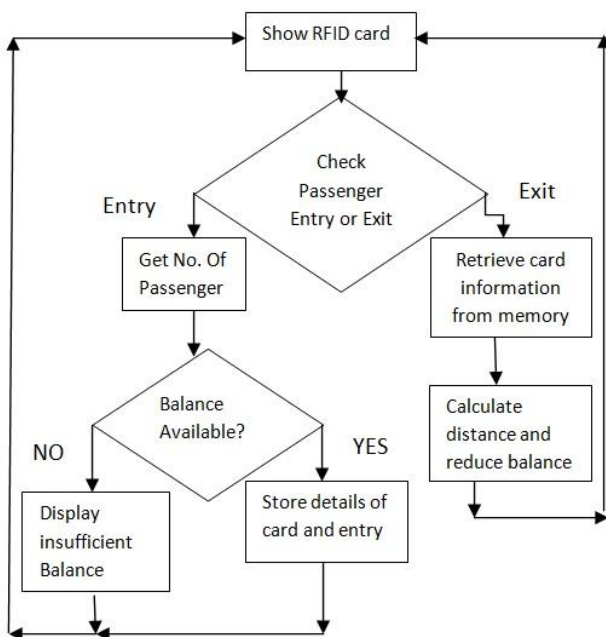 Show RFID card
Check
Passenger
Entry or Exit
Entry
Exit
Get No. Of
Passenger
Retrieve card
information
from memory
Balance
Available?
Calculate
distance and
reduce balance
NO
YES
Display
insufficient
Balance
Store details of
card and entry